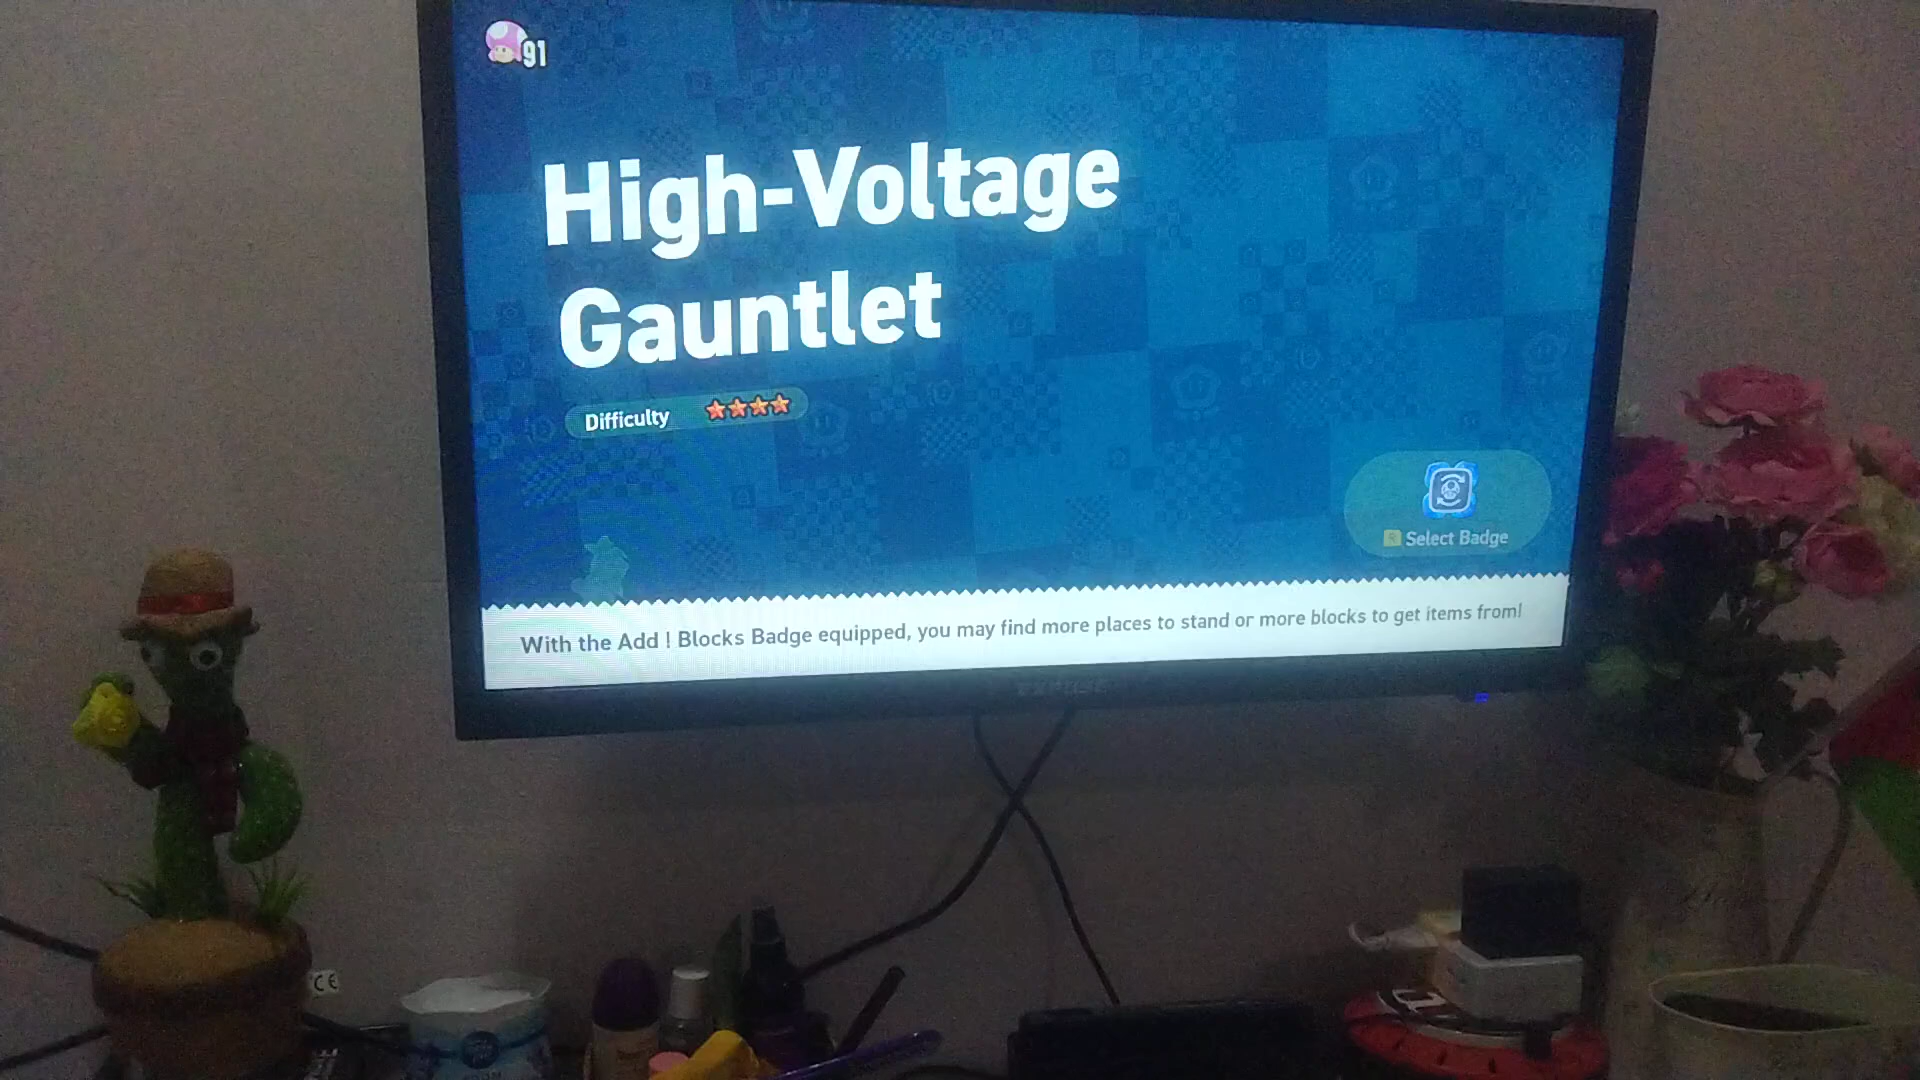 91
High-Voltage
Gauntlet
Difficulty
R Select Badge
With the Add ! Blocks Badge equipped, you may find more places to stand or more blocks to get items from!
CE